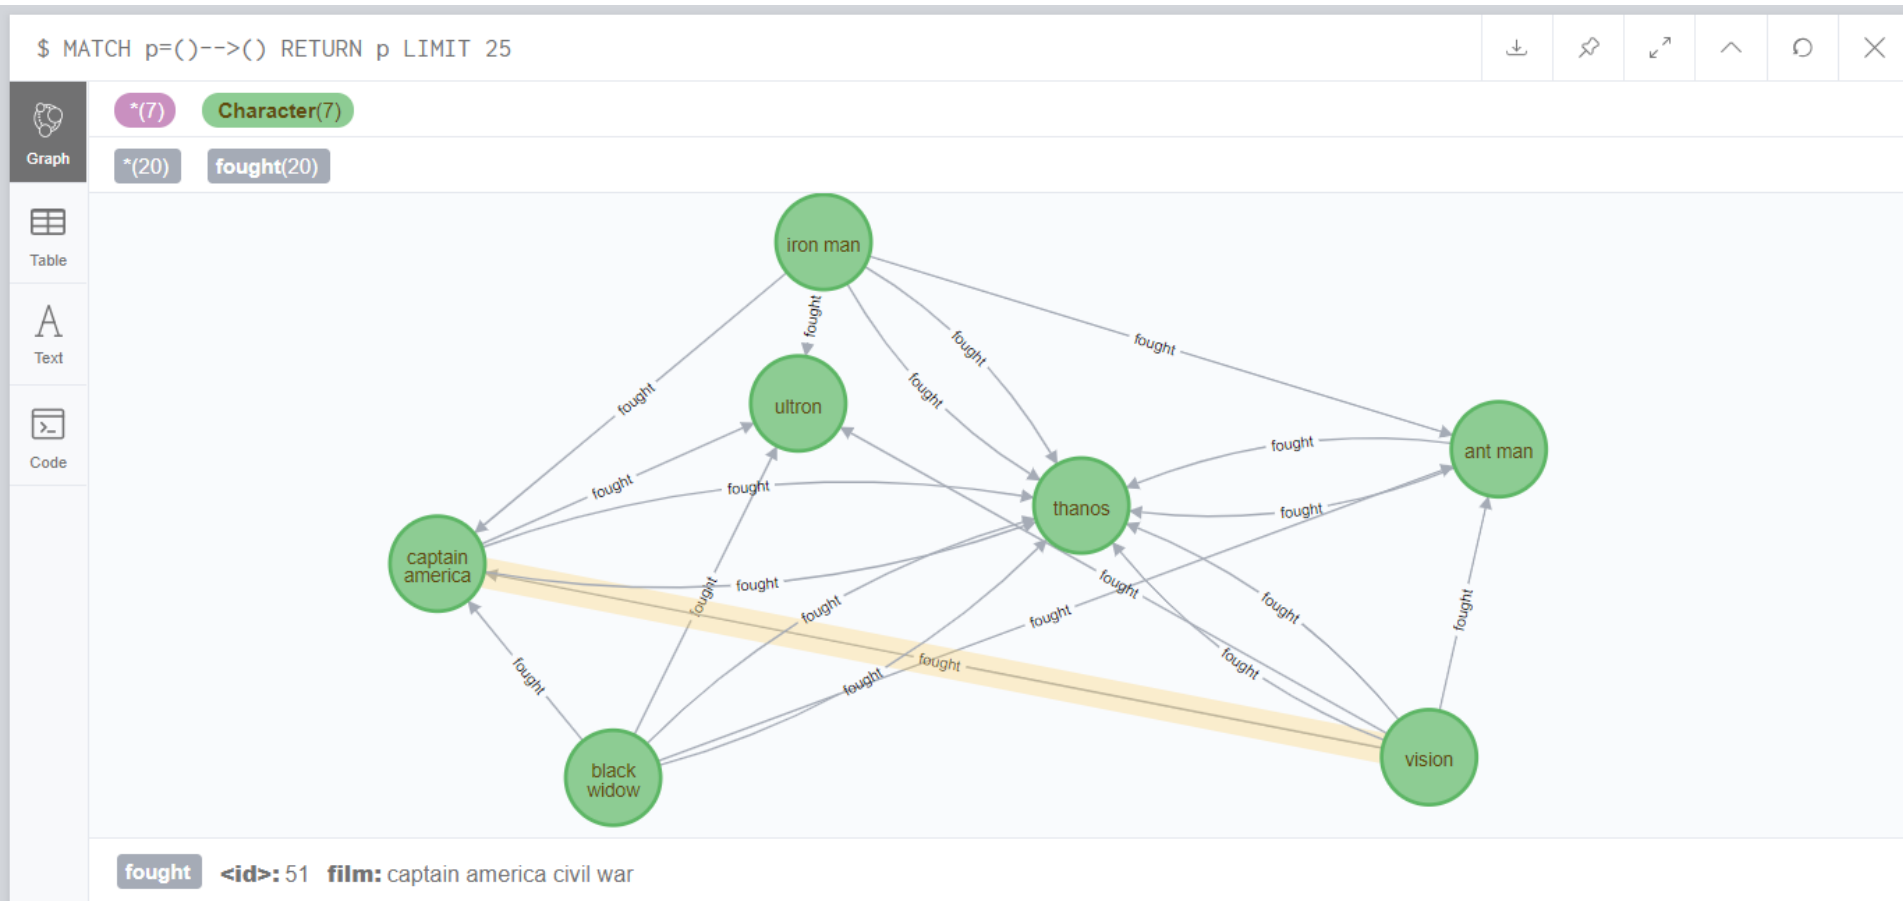 $ MATCH p=()-->() RETURN p LIMIT 25
*(7) Character(7)
*(20) fought(20)
Graph
Table
Text
Code
iron man
fought
fought
fought
fought
fought
fought
ultron
ant man
fought
fought
fought
thanos
fought
fought
captain
america
fought
fought
fought
fought
fought
fought
fought
fought
fought
fought
fought
black
widow
vision
fought <id>: 51 film: captain america civil war